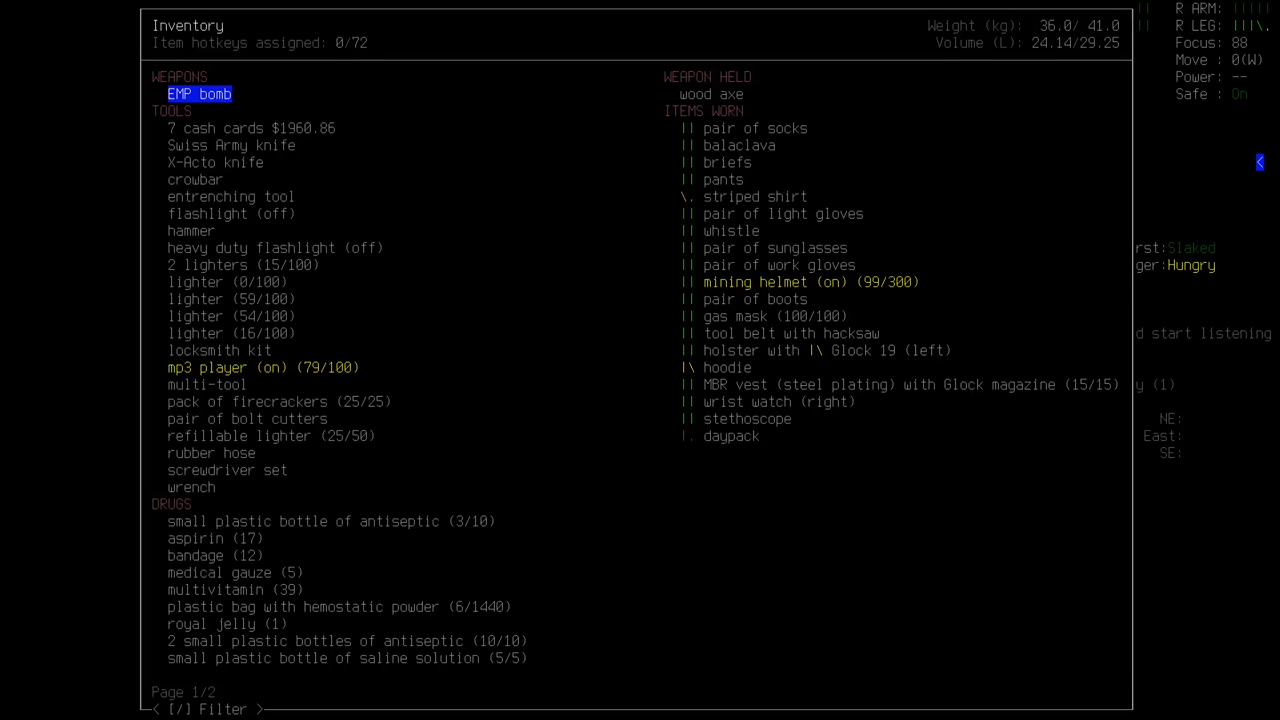 Inventory
Item hotkeys assigned: 0/72
Weight (kg): 36.0/ 41.0
Volume (L): 24.14/29.25
WEAPONS
EMP bomb
TOOLS
7 cash cards $1960.86
Swiss Army knife
X-Acto knife
crowbar
entrenching tool
flashlight (off)
hammer
heavy duty flashlight (off)
2 lighters (15/100)
lighter (0/100)
lighter (59/100)
lighter (54/100)
lighter (16/100)
locksmith kit
mp3 player (on) (79/100)
multi-tool
pack of firecrackers (25/25)
pair of bolt cutters
refillable lighter (25/50)
rubber hose
screwdriver set
wrench
DRUGS
small plastic bottle of antiseptic (3/10)
aspirin (17)
bandage (12)
medical gauze (5)
multivitamin (39)
plastic bag with hemostatic powder (6/1440)
royal jelly (1)
2 small plastic bottles of antiseptic (10/10)
small plastic bottle of saline solution (5/5)
Page 1/2
< [/] Filter >
WEAPON HELD
wood axe
ITEMS WORN
|| pair of socks
|| balaclava
|| briefs
|| pants
\. striped shirt
|| pair of light gloves
|| whistle
|| pair of sunglasses
|| pair of work gloves
|| mining helmet (on) (99/300)
|| pair of boots
|| gas mask (100/100)
|| tool belt with hacksaw
|| holster with |\ Glock 19 (left)
|\ hoodie
|| MBR vest (steel plating) with Glock magazine (15/15)
|| wrist watch (right)
|| stethoscope
|. daypack
|| R ARM: |||||
|| R LEG: |||\.
Focus: 88
Move : 0(W)
Power: --
Safe : On
<
rst:Slaked
ger:Hungry
d start listening
y (1)
NE:
East:
SE: